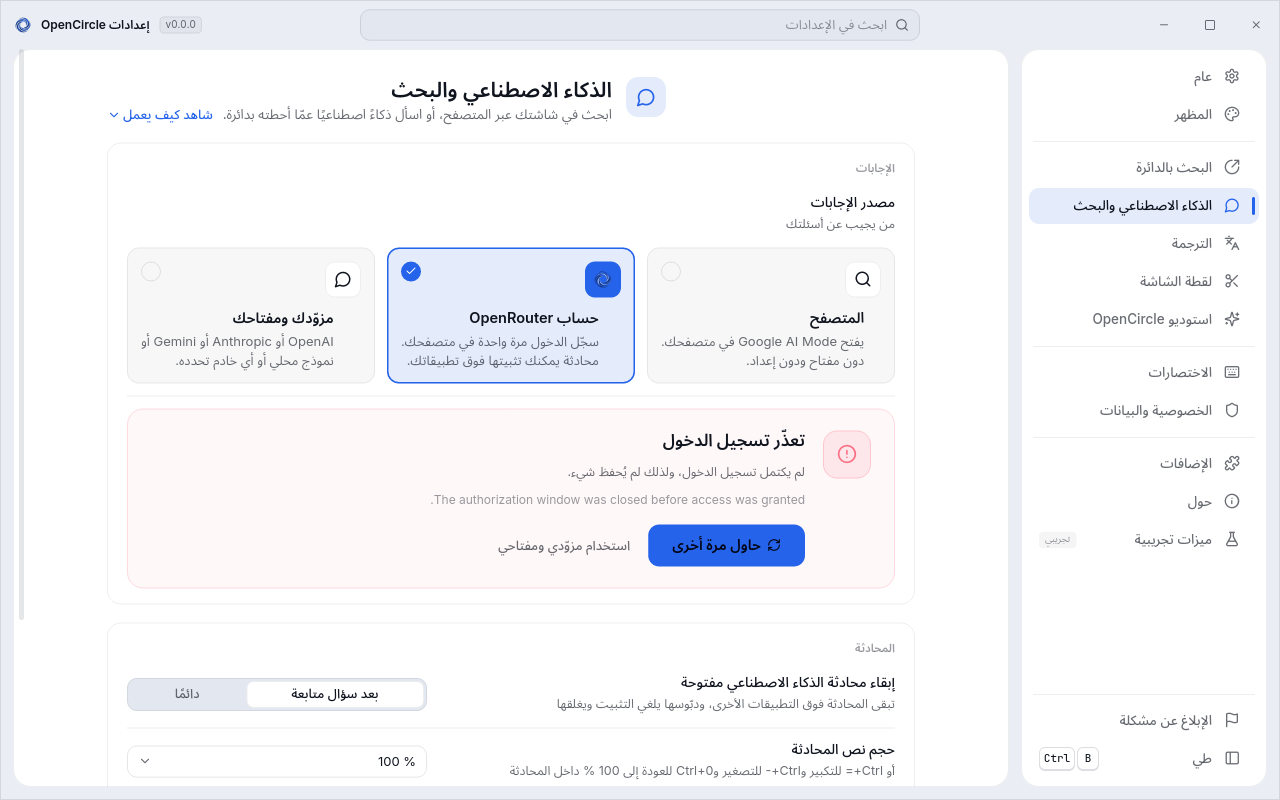 إعدادات OpenCircle
v0.0.0
ابحث في الإعدادات
عام
المظهر
البحث بالدائرة
الذكاء الاصطناعي والبحث
الترجمة
لقطة الشاشة
استوديو OpenCircle
الاختصارات
الخصوصية والبيانات
الإضافات
حول
ميزات تجريبية
تجريبي
الإبلاغ عن مشكلة
طي
Ctrl B
الذكاء الاصطناعي والبحث
ابحث في شاشتك عبر المتصفح، أو اسأل ذكاءً اصطناعيًا عمّا أحطته بدائرة. شاهد كيف يعمل
الإجابات
مصدر الإجابات
من يجيب عن أسئلتك
المتصفح
يفتح Google AI Mode في متصفحك.
دون مفتاح ودون إعداد.
حساب OpenRouter
سجّل الدخول مرة واحدة في متصفحك.
محادثة يمكنك تثبيتها فوق تطبيقاتك.
مزوّدك ومفتاحك
OpenAI أو Anthropic أو Gemini أو
نموذج محلي أو أي خادم تحدده.
تعذّر تسجيل الدخول
لم يكتمل تسجيل الدخول، ولذلك لم يُحفظ شيء.
The authorization window was closed before access was granted.
حاول مرة أخرى
استخدام مزوّدي ومفتاحي
المحادثة
إبقاء محادثة الذكاء الاصطناعي مفتوحة
تبقى المحادثة فوق التطبيقات الأخرى، ودبّوسها يلغي التثبيت ويغلقها
بعد سؤال متابعة
دائمًا
حجم نص المحادثة
أو Ctrl+= للتكبير وCtrl+- للتصغير وCtrl+0 للعودة إلى 100 % داخل المحادثة
100 %